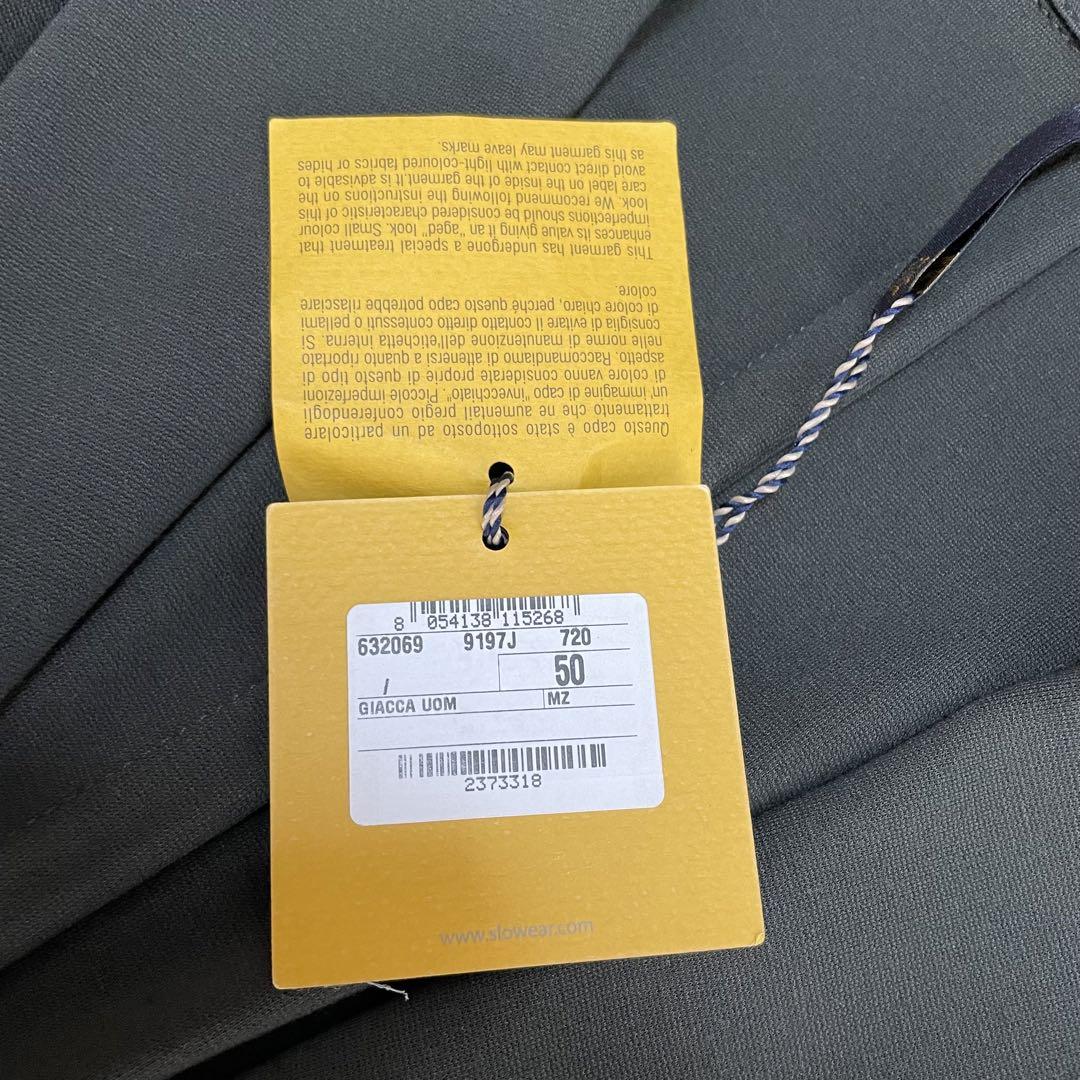 Questo capo è stato sottoposto ad un particolare
trattamento che ne aumentail pregio conferendogli
un'immagine di capo "invecchiato". Piccole imperfezioni
di colore vanno considerate proprie di questo tipo di
aspetto. Raccomandiamo di attenersi a quanto riportato
nelle norme di manutenzione dell'etichetta interna. Si
consiglia di evitare il contatto diretto con tessuti o pellami
di colore chiaro, perché questo capo potrebbe rilasciare
colore.
This garment has undergone a special treatment that
enhances its value giving it an "aged" look. Small colour
imperfections should be considered characteristic of this
look. We recommend following the instructions on the
care label on the inside of the garment.It is advisable to
avoid direct contact with light-coloured fabrics or hides
as this garment may leave marks.
8 054138 115268
632069 9197J 720
50
/
GIACCA UOM MZ
2373318
www.slowear.com